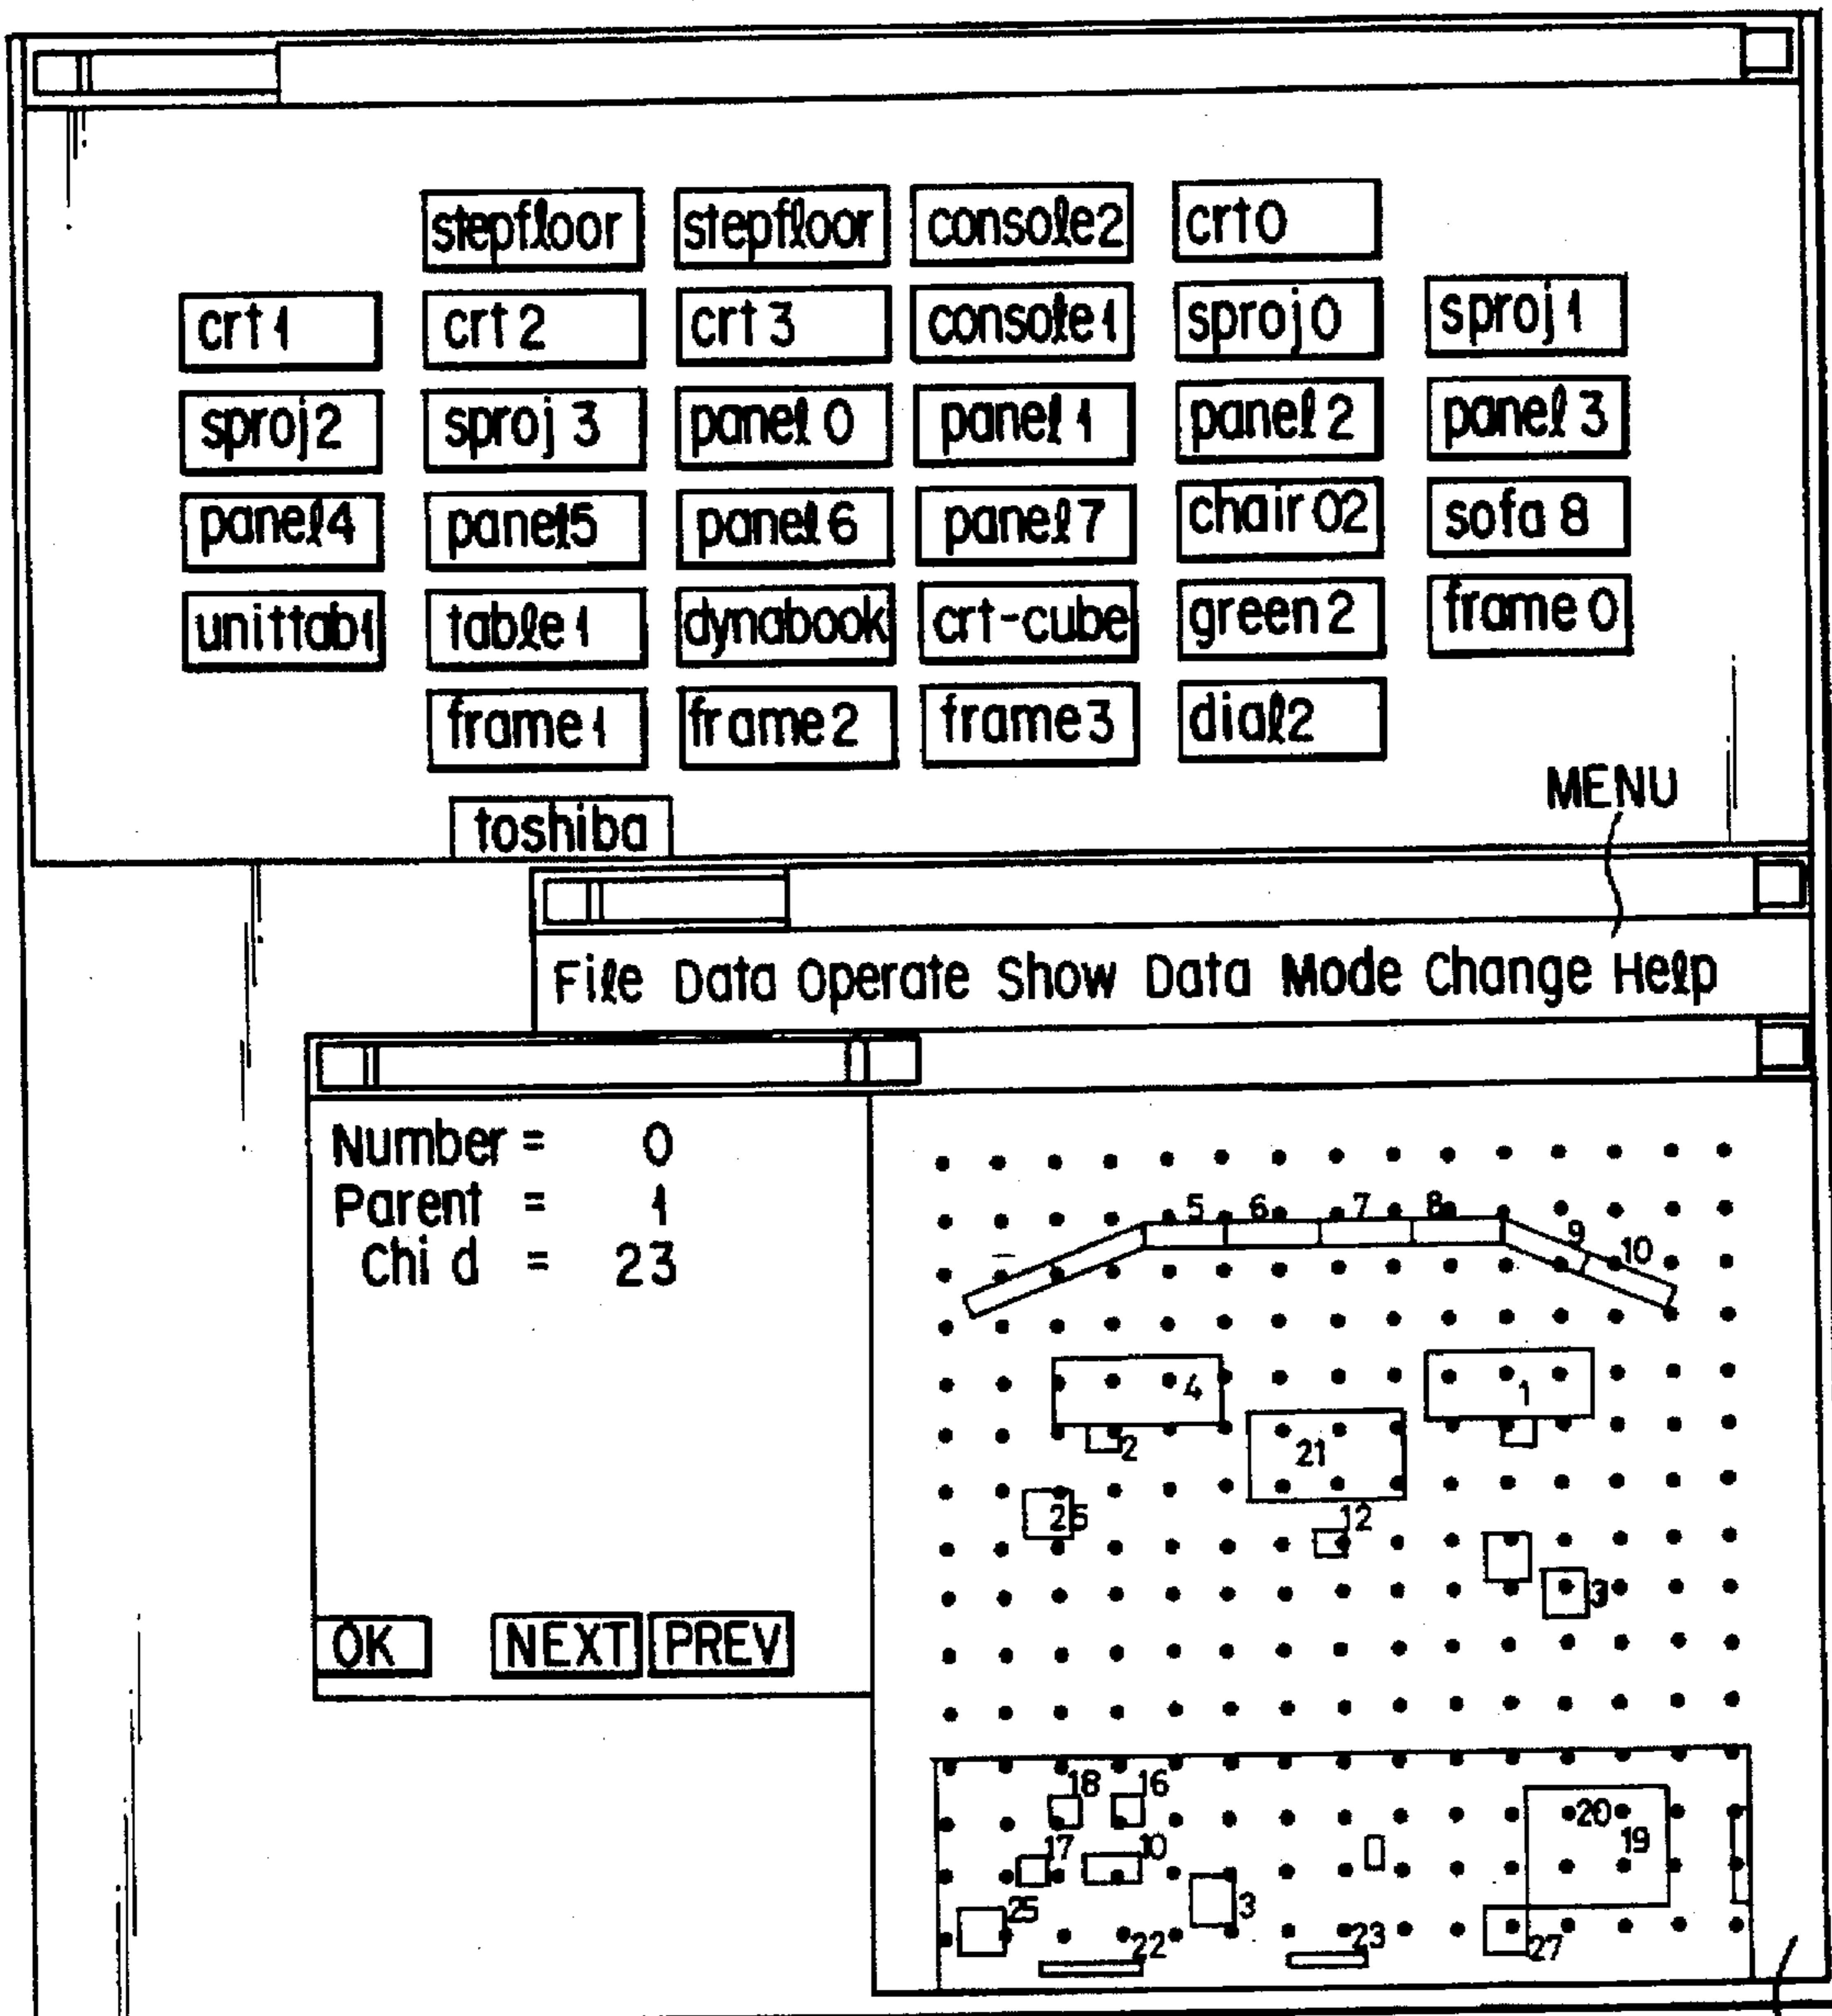 stepfloor stepfloor console2 crt0
crt1 crt2 crt3 console1 sproj0 sproj1
sproj2 sproj3 panel0 panel1 panel2 panel3
panel4 panel5 panel6 panel7 chair02 sofa8
unittab1 table1 dynabook crt-cube green2 frame0
frame1 frame2 frame3 dial2
toshiba
MENU
File Data Operate Show Data Mode Change Help
Number = 0
Parent = 1
Chi d = 23
OK NEXT PREV
5 6 7 8
9 10
4 1
2
21
26 12
3
18 16
20
17 10 19
25 3
22 23 27